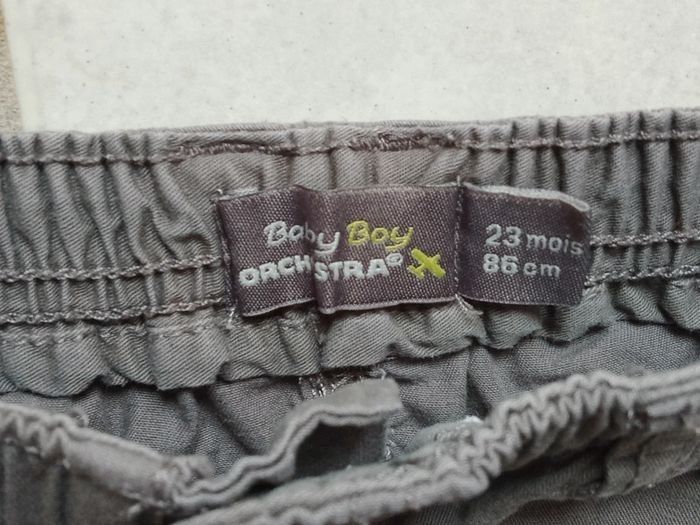 Baby Boy
ORCHESTRA®
23 mois
86 cm